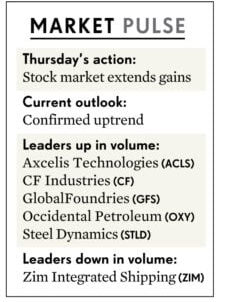 MARKET PULSE
Thursday's action:
Stock market extends gains
Current outlook:
Confirmed uptrend
Leaders up in volume:
Axcelis Technologies (ACLS)
CF Industries (CF)
GlobalFoundries (GFS)
Occidental Petroleum (OXY)
Steel Dynamics (STLD)
Leaders down in volume:
Zim Integrated Shipping (ZIM)